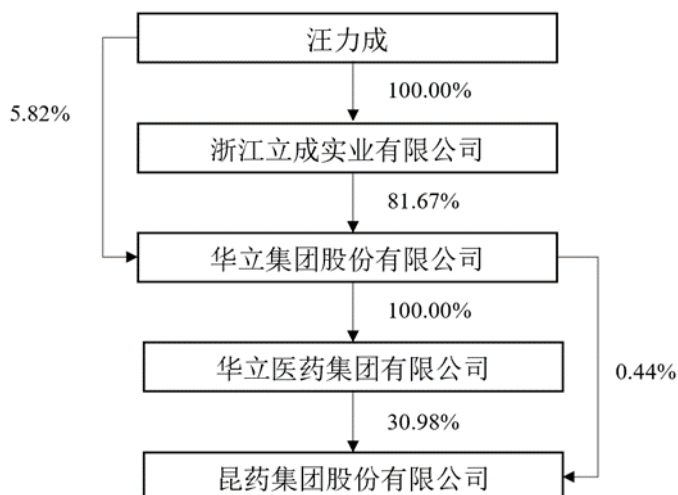 汪力成
100.00%
5.82%
浙江立成实业有限公司
81.67%
华立集团股份有限公司
100.00%
华立医药集团有限公司
0.44%
30.98%
昆药集团股份有限公司